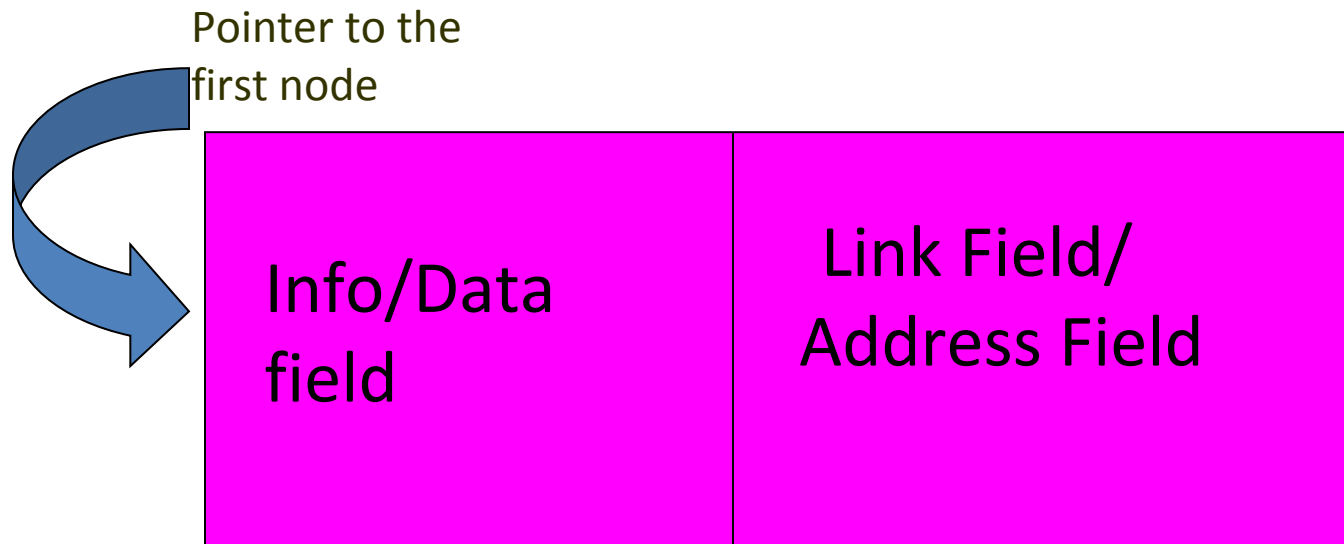 Pointer to the
first node
Info/Data
field
Link Field/
Address Field